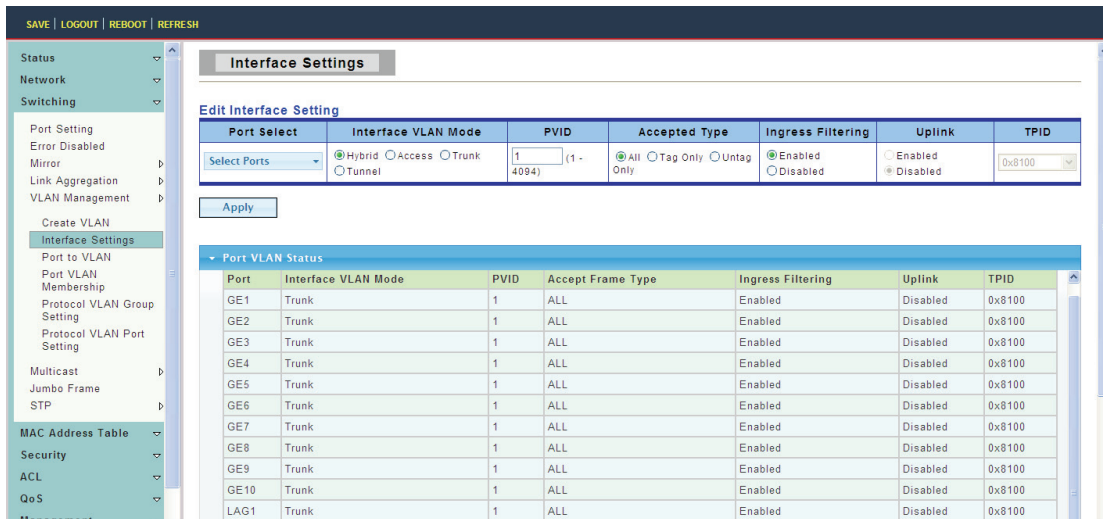 SAVE | LOGOUT | REBOOT | REFRESH
Status
Network
Switching
Port Setting
Error Disabled
Mirror
Link Aggregation
VLAN Management
Create VLAN
Interface Settings
Port to VLAN
Port VLAN
Membership
Protocol VLAN Group
Setting
Protocol VLAN Port
Setting
Multicast
Jumbo Frame
STP
MAC Address Table
Security
ACL
QoS
Interface Settings
Edit Interface Setting
Port Select Interface VLAN Mode PVID Accepted Type Ingress Filtering Uplink TPID
Select Ports Hybrid Access Trunk 1 (1 - All Tag Only Untag Enabled Enabled 0x8100
Tunnel 4094) Only Disabled Disabled
Apply
Port VLAN Status
Port Interface VLAN Mode PVID Accept Frame Type Ingress Filtering Uplink TPID
GE1 Trunk 1 ALL Enabled Disabled 0x8100
GE2 Trunk 1 ALL Enabled Disabled 0x8100
GE3 Trunk 1 ALL Enabled Disabled 0x8100
GE4 Trunk 1 ALL Enabled Disabled 0x8100
GE5 Trunk 1 ALL Enabled Disabled 0x8100
GE6 Trunk 1 ALL Enabled Disabled 0x8100
GE7 Trunk 1 ALL Enabled Disabled 0x8100
GE8 Trunk 1 ALL Enabled Disabled 0x8100
GE9 Trunk 1 ALL Enabled Disabled 0x8100
GE10 Trunk 1 ALL Enabled Disabled 0x8100
LAG1 Trunk 1 ALL Enabled Disabled 0x8100